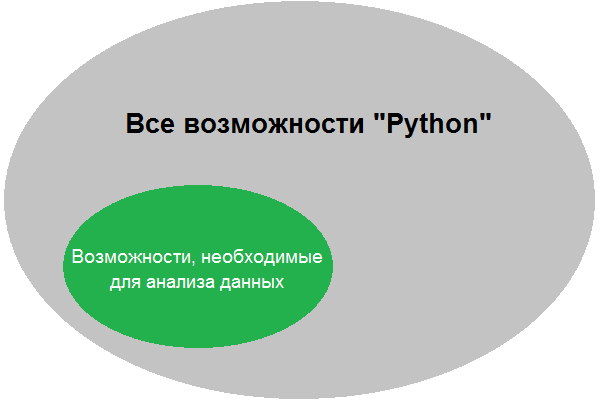 Все возможности "Python"
Возможности, необходимые
для анализа данных